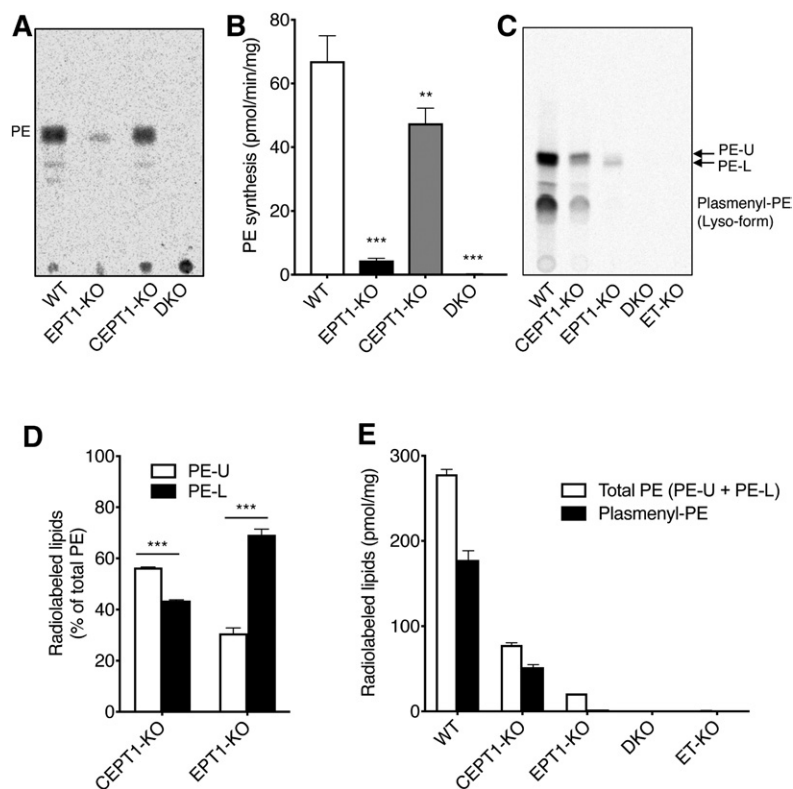 A
PE
WT
EPT1-KO
CEPT1-KO
DKO
B
PE synthesis (pmol/min/mg)
80
60
40
20
0
***
**
***
WT
EPT1-KO
CEPT1-KO
DKO
C
PE-U
PE-L
Plasmenyl-PE
(Lyso-form)
WT
CEPT1-KO
EPT1-KO
DKO
ET-KO
D
Radiolabeled lipids
(% of total PE)
100
80
60
40
20
0
PE-U
PE-L
***
***
CEPT1-KO
EPT1-KO
E
Radiolabeled lipids (pmol/mg)
300
200
100
0
Total PE (PE-U + PE-L)
Plasmenyl-PE
WT
CEPT1-KO
EPT1-KO
DKO
ET-KO